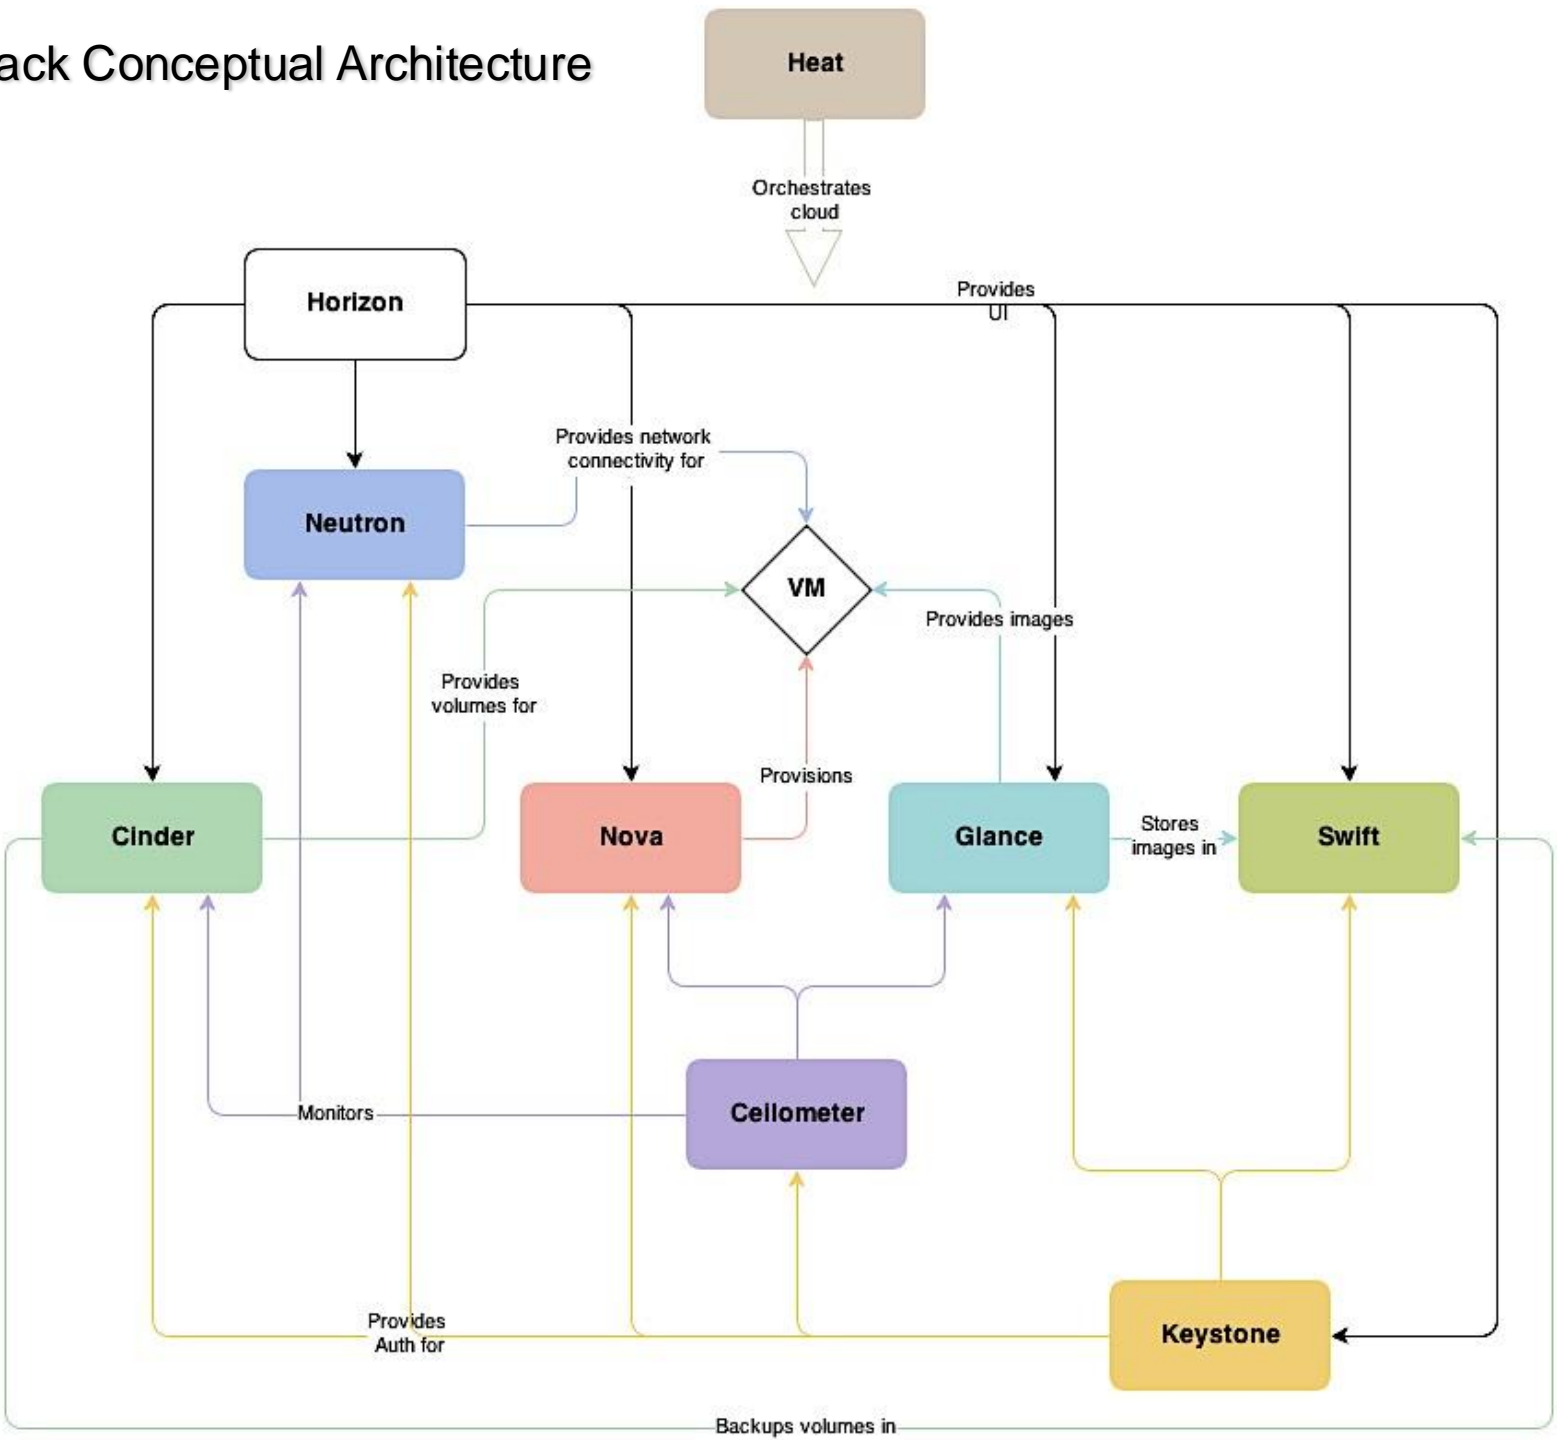 ack Conceptual Architecture
Heat
Orchestrates
cloud
Horizon
Provides
UI
Provides network
connectivity for
Neutron
VM
Provides images
Provides
volumes for
Provisions
Cinder
Nova
Glance
Stores
images in
Swift
Ceilometer
Monitors
Provides
Auth for
Keystone
Backups volumes in